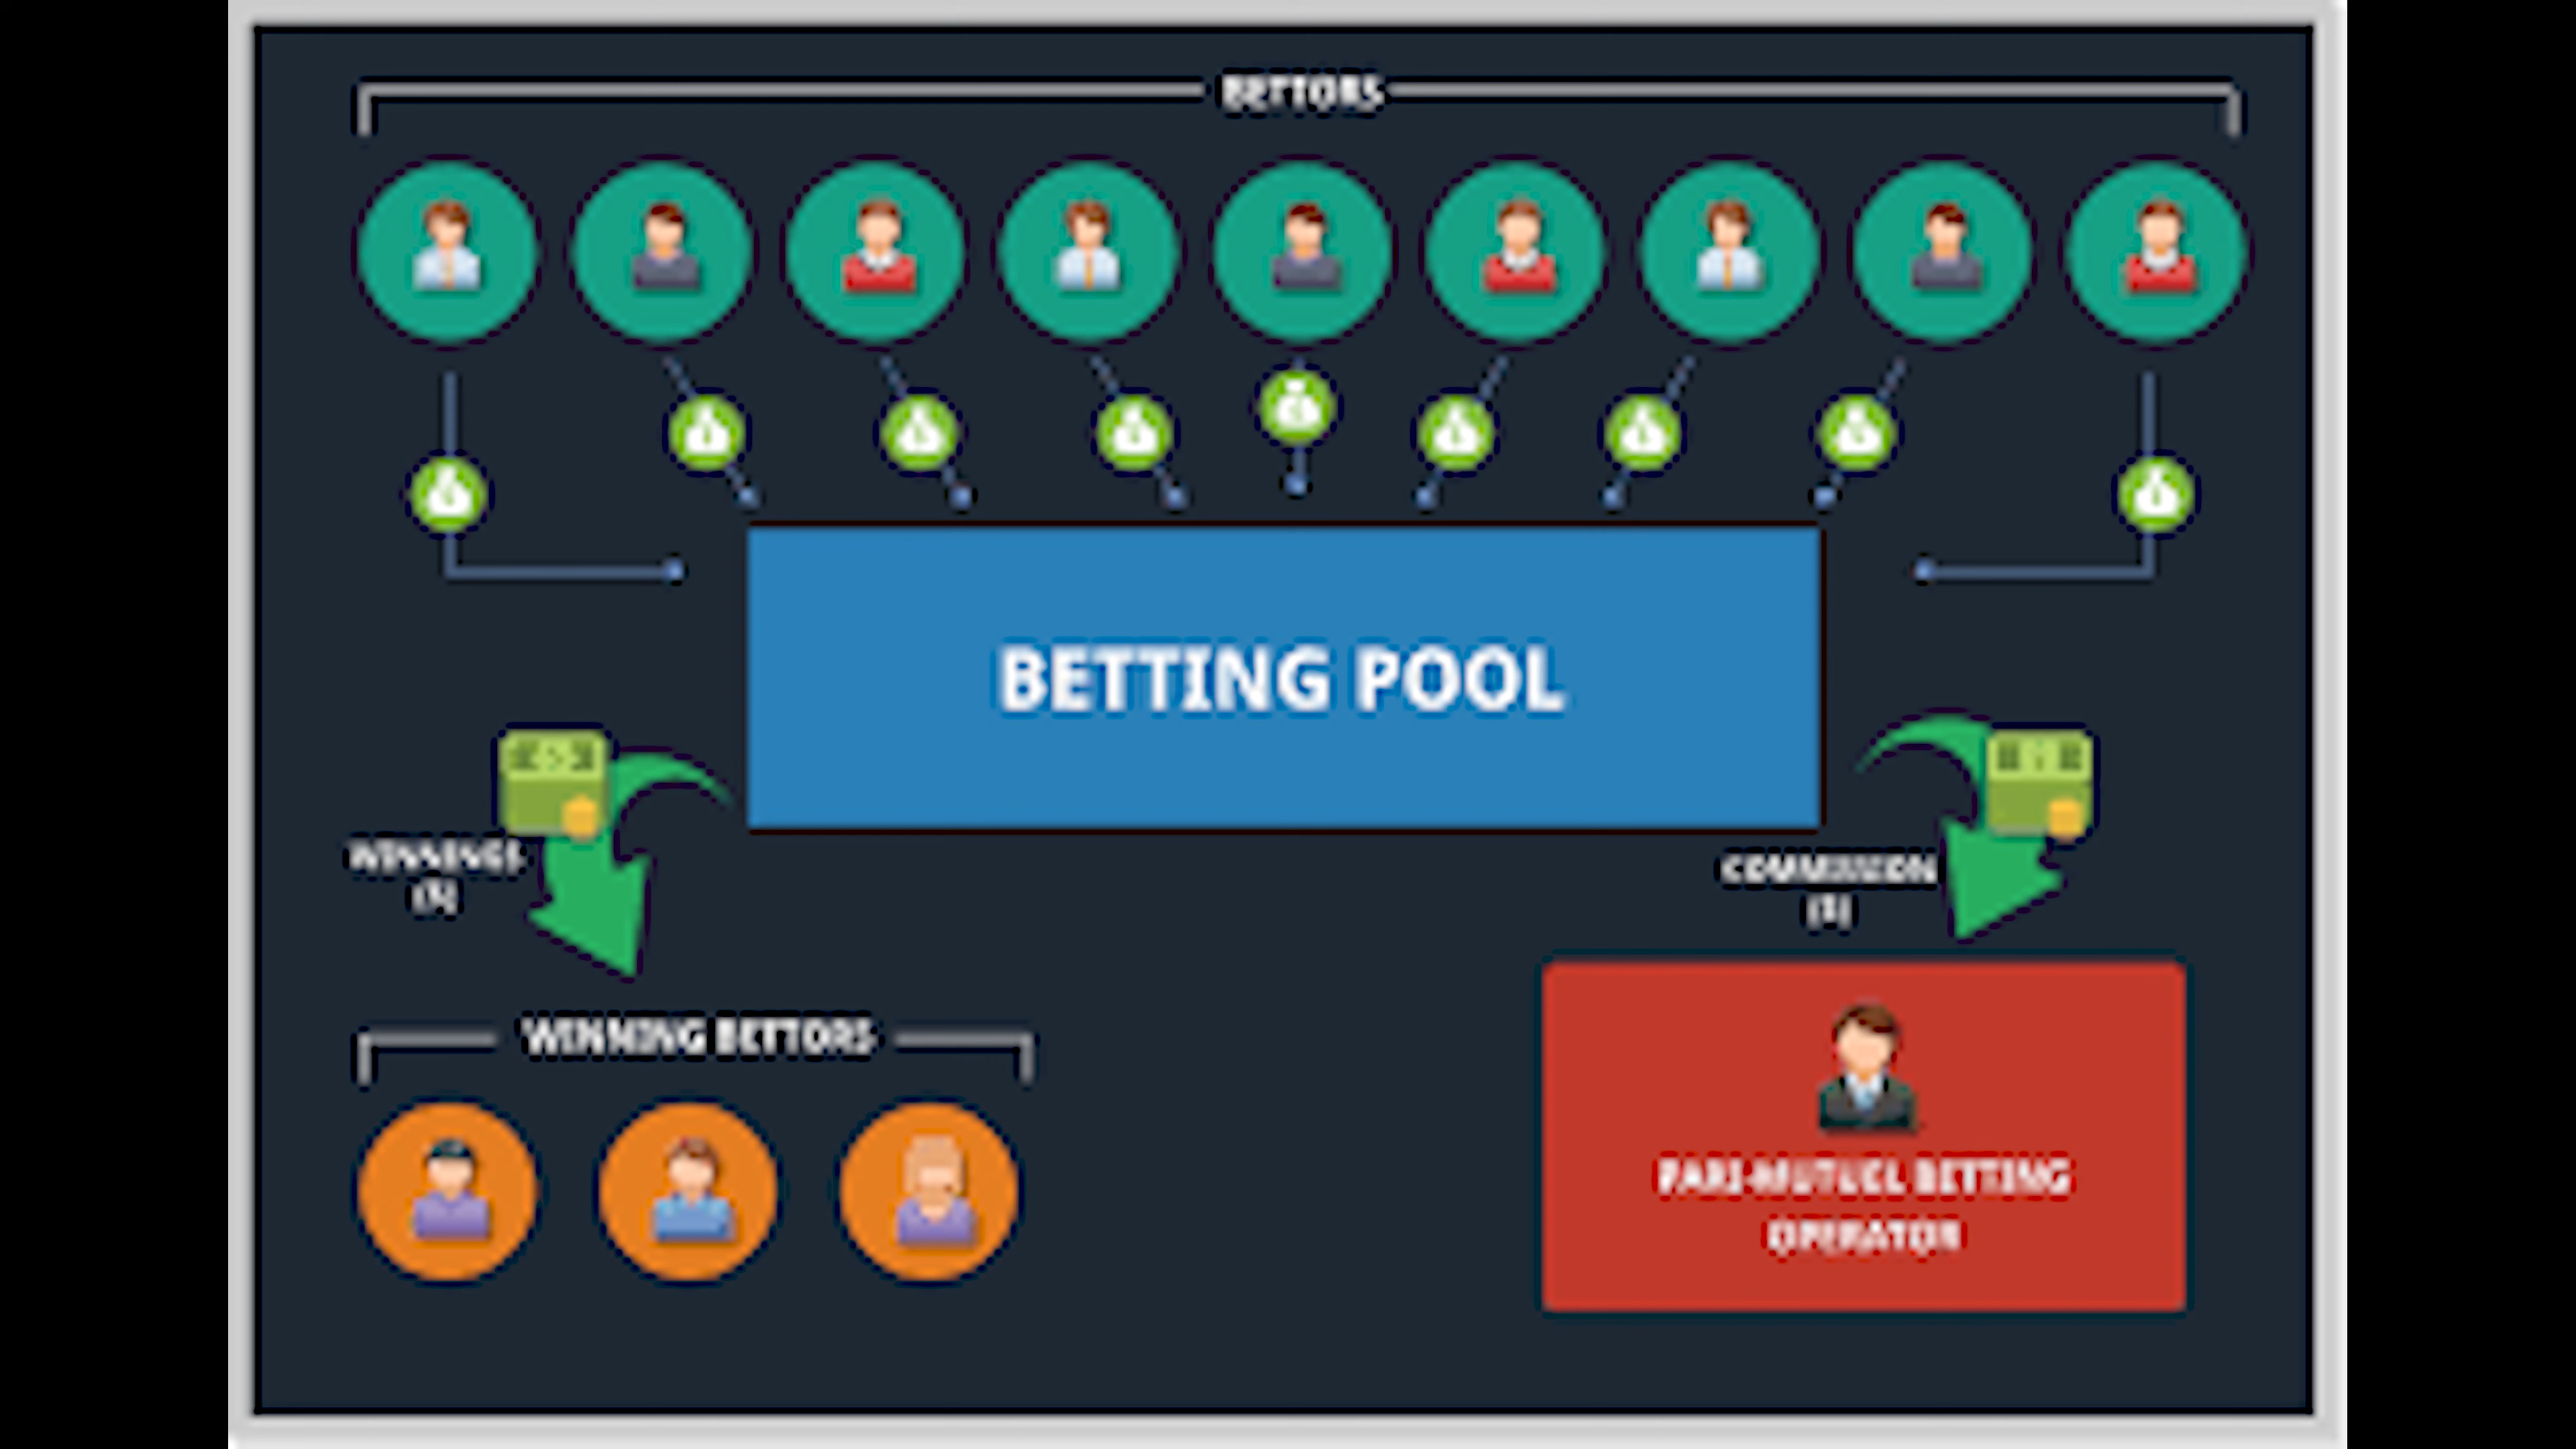 BETTORS
BETTING POOL
WINNINGS
($)
COMMISSION
($)
WINNING BETTORS
PARI-MUTUEL BETTING
OPERATOR